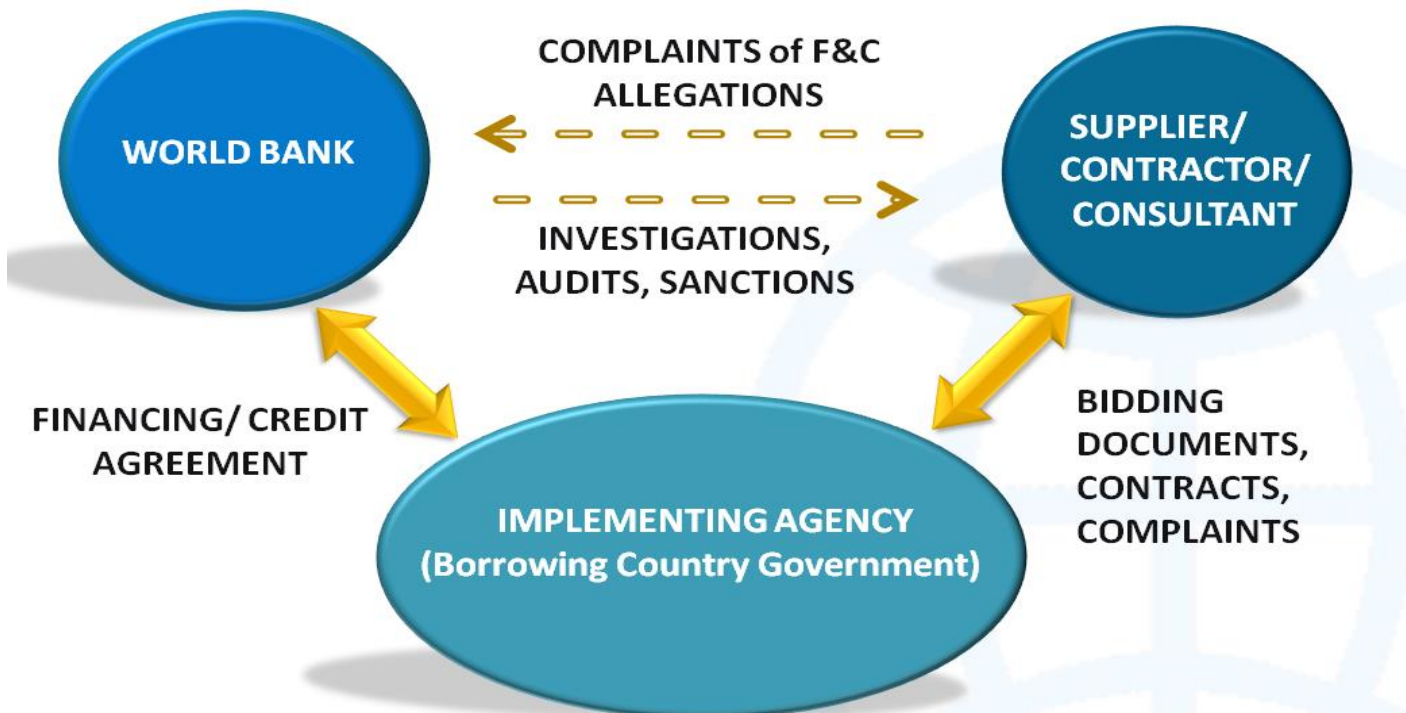 COMPLAINTS of F&C
ALLEGATIONS
WORLD BANK
SUPPLIER/
CONTRACTOR/
CONSULTANT
INVESTIGATIONS,
AUDITS, SANCTIONS
FINANCING/ CREDIT
AGREEMENT
BIDDING
DOCUMENTS,
CONTRACTS,
COMPLAINTS
IMPLEMENTING AGENCY
(Borrowing Country Government)